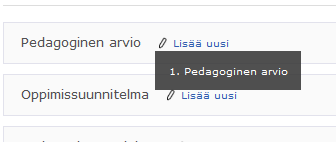 Pedagoginen arvio Lisää uusi
1. Pedagoginen arvio
Oppimissuunnitelma Lisää uusi